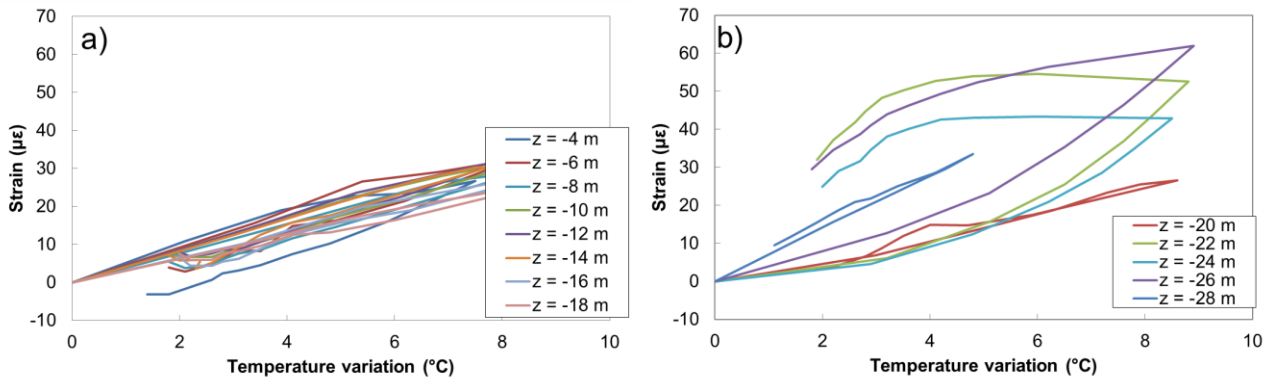 a)
70
60
50
40
30
20
10
0
-10
Strain (με)
0 2 4 6 8 10
Temperature variation (°C)
z = -4 m
z = -6 m
z = -8 m
z = -10 m
z = -12 m
z = -14 m
z = -16 m
z = -18 m
b)
70
60
50
40
30
20
10
0
-10
Strain (με)
0 2 4 6 8 10
Temperature variation (°C)
z = -20 m
z = -22 m
z = -24 m
z = -26 m
z = -28 m